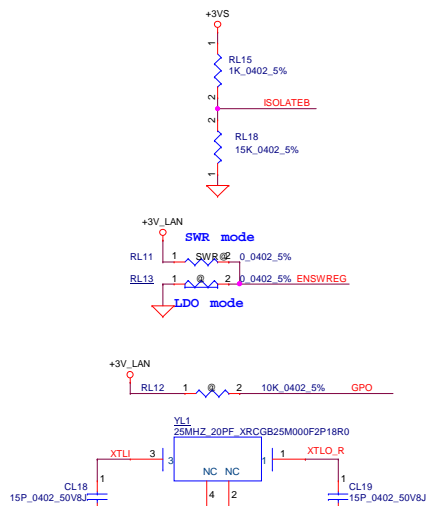 +3VS
1
RL15
1K_0402_5%
2
ISOLATEB
2
RL18
15K_0402_5%
1
+3V_LAN
SWR mode
RL11 1 SWR@ 2 0_0402_5%
RL13 1 @ 2 0_0402_5% ENSWREG
LDO mode
+3V_LAN
RL12 1 @ 2 10K_0402_5% GPO
YL1
25MHZ_20PF_XRCGB25M000F2P18R0
XTLI 3 3 1 1 XTLO_R
NC NC
CL18 1 4 2 1 CL19
15P_0402_50V8J 15P_0402_50V8J